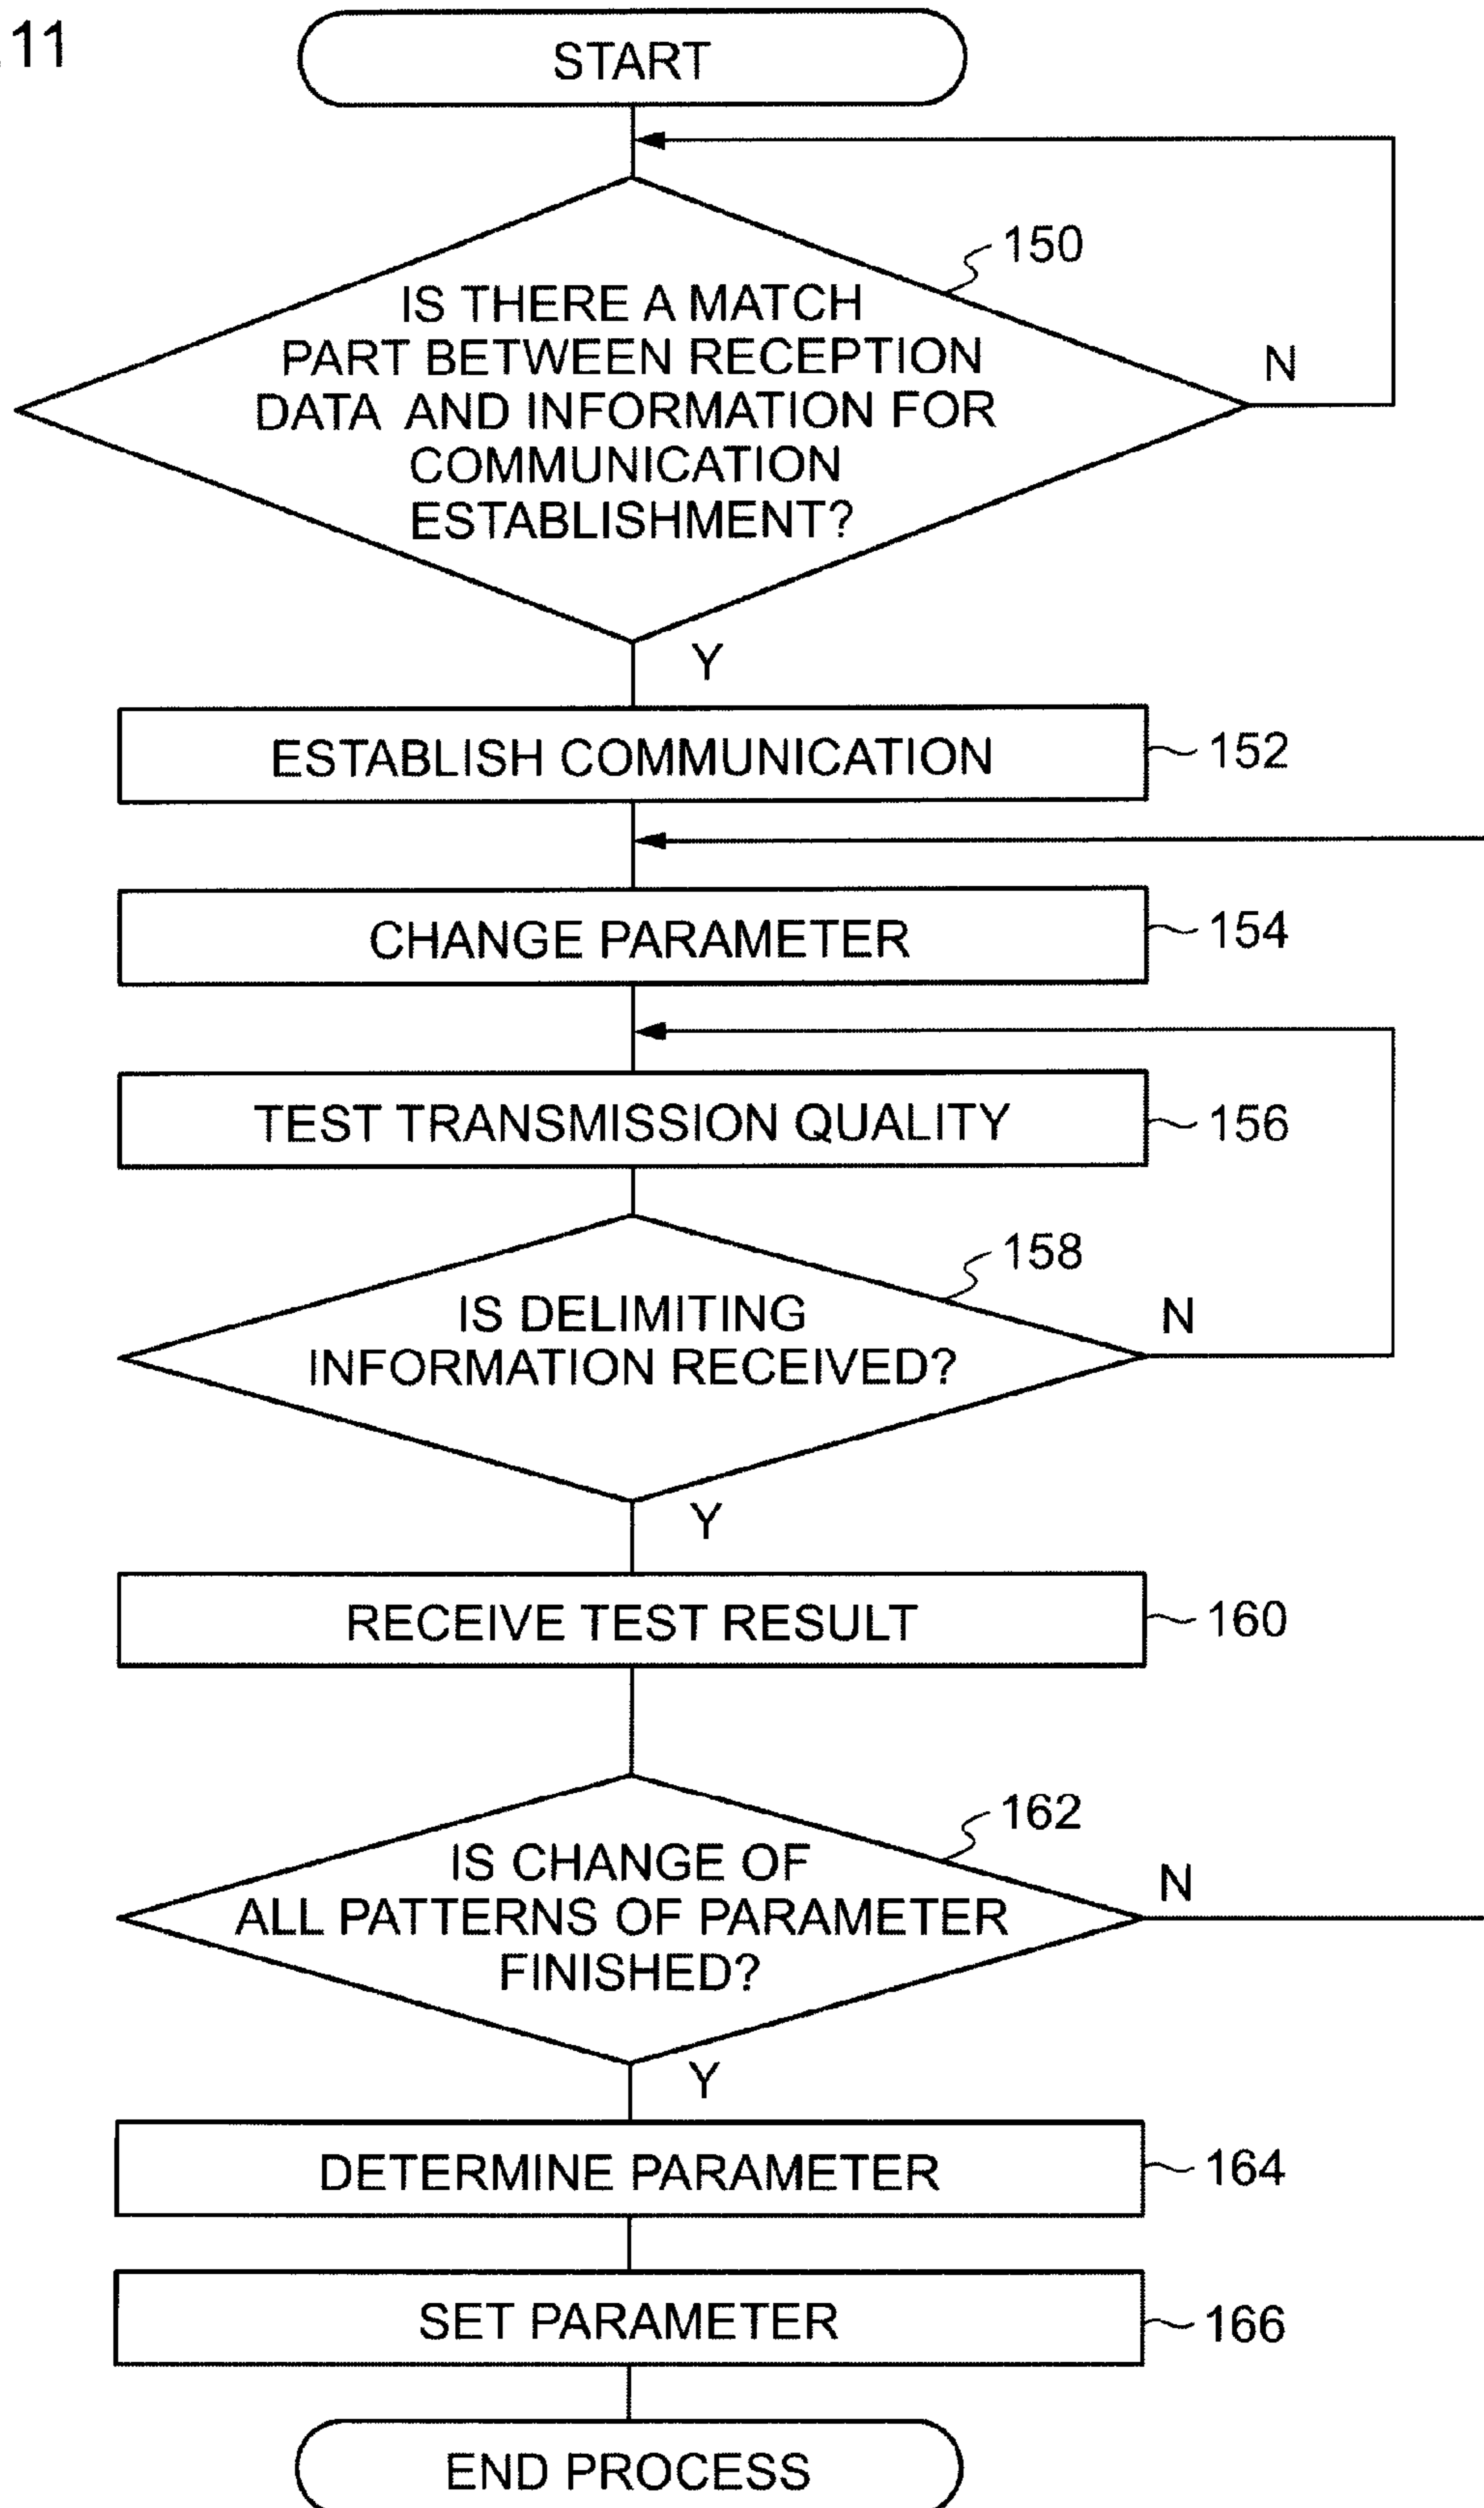 .11
START
150
IS THERE A MATCH
PART BETWEEN RECEPTION
DATA AND INFORMATION FOR
COMMUNICATION
ESTABLISHMENT?
N
Y
ESTABLISH COMMUNICATION
152
CHANGE PARAMETER
154
TEST TRANSMISSION QUALITY
156
158
IS DELIMITING
INFORMATION RECEIVED?
N
Y
RECEIVE TEST RESULT
160
162
IS CHANGE OF
ALL PATTERNS OF PARAMETER
FINISHED?
N
Y
DETERMINE PARAMETER
164
SET PARAMETER
166
END PROCESS